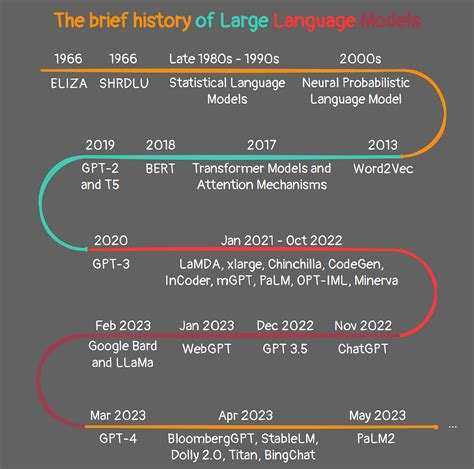 The brief history of Large Language Models
1966 1966 Late 1980s - 1990s 2000s
ELIZA SHRDLU Statistical Language Models Neural Probabilistic Language Model
2019 2018 2017 2013
GPT-2 and T5 BERT Transformer Models and Attention Mechanisms Word2Vec
2020 Jan 2021 - Oct 2022
GPT-3 LaMDA, xlarge, Chinchilla, CodeGen,
InCoder, mGPT, PaLM, OPT-IML, Minerva
Feb 2023 Jan 2023 Dec 2022 Nov 2022
Google Bard and LLaMa WebGPT GPT 3.5 ChatGPT
Mar 2023 Apr 2023 May 2023 ...
GPT-4 BloombergGPT, StableLM, Dolly 2.0, Titan, BingChat PaLM2